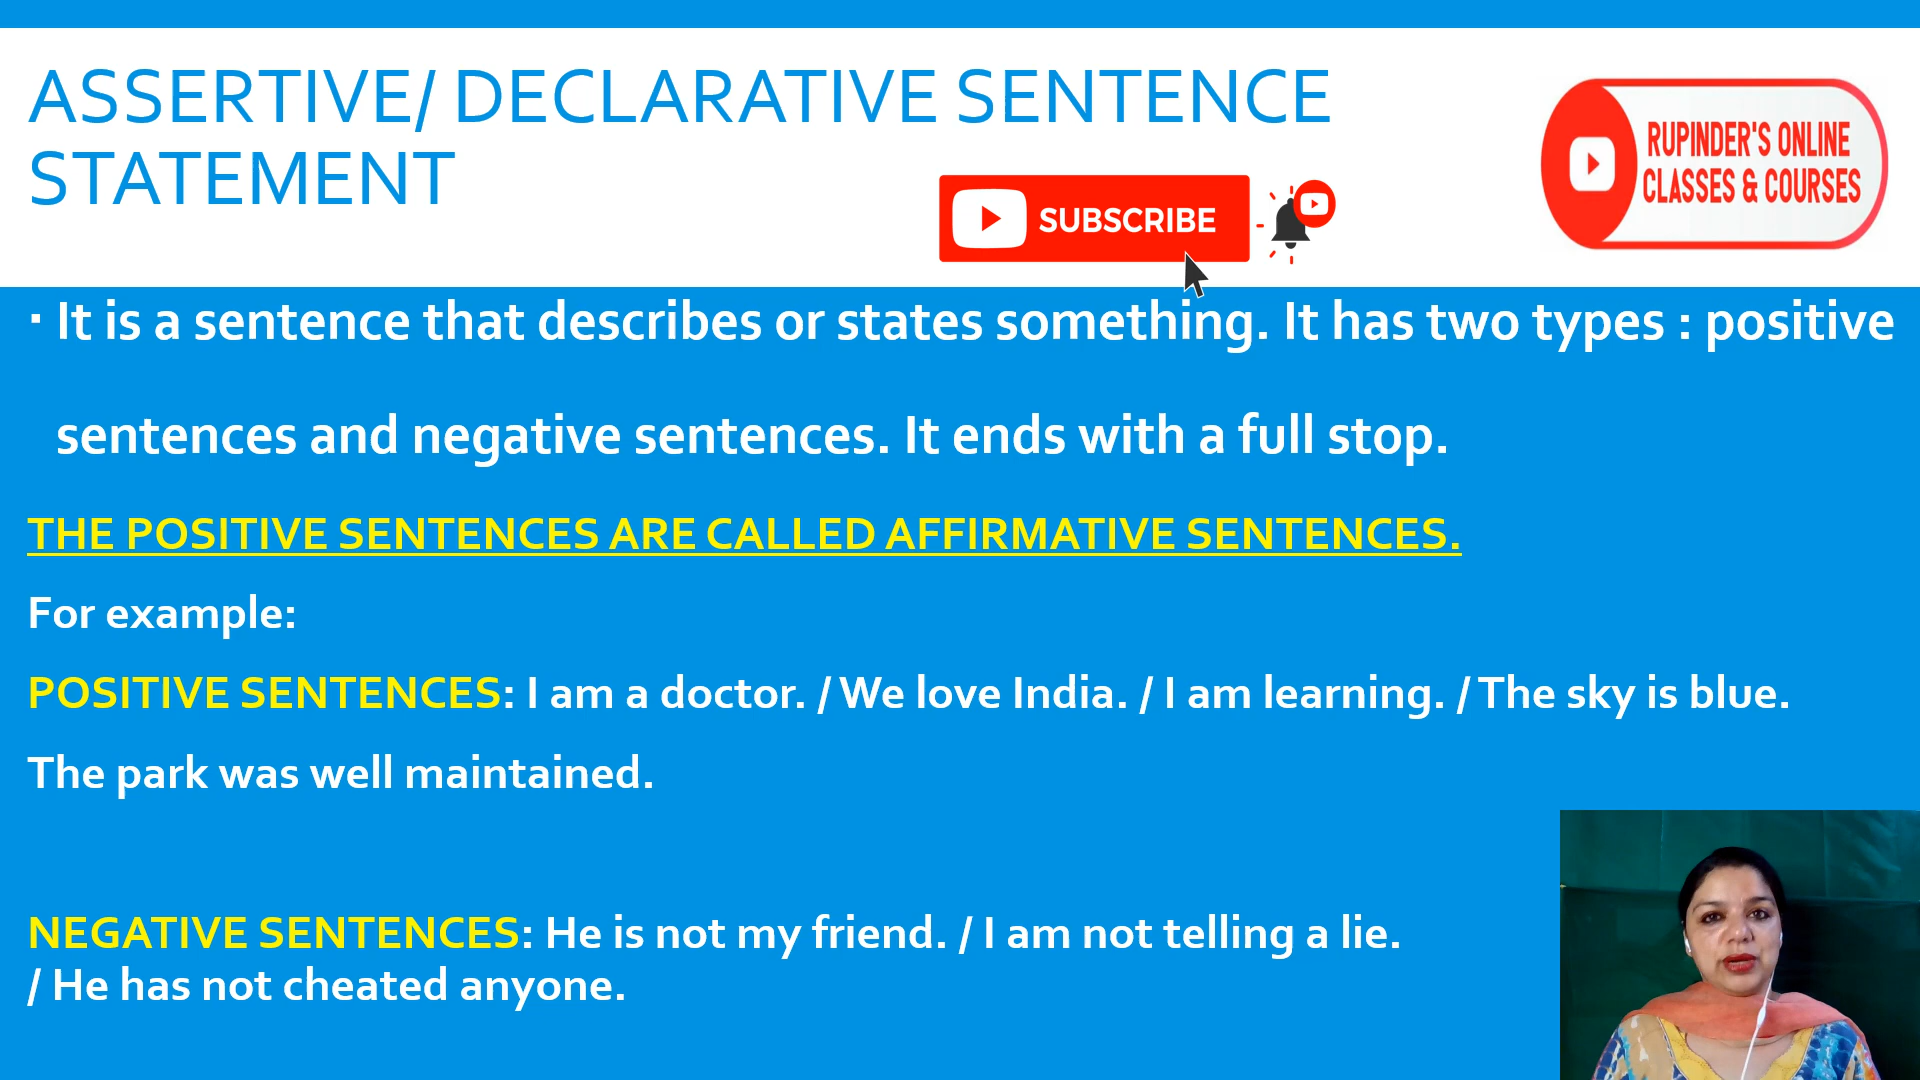 ASSERTIVE/ DECLARATIVE SENTENCE
STATEMENT
SUBSCRIBE
RUPINDER'S ONLINE
CLASSES & COURSES
▪ It is a sentence that describes or states something. It has two types : positive
sentences and negative sentences. It ends with a full stop.
THE POSITIVE SENTENCES ARE CALLED AFFIRMATIVE SENTENCES.
For example:
POSITIVE SENTENCES: I am a doctor. / We love India. / I am learning. / The sky is blue.
The park was well maintained.
NEGATIVE SENTENCES: He is not my friend. / I am not telling a lie.
/ He has not cheated anyone.